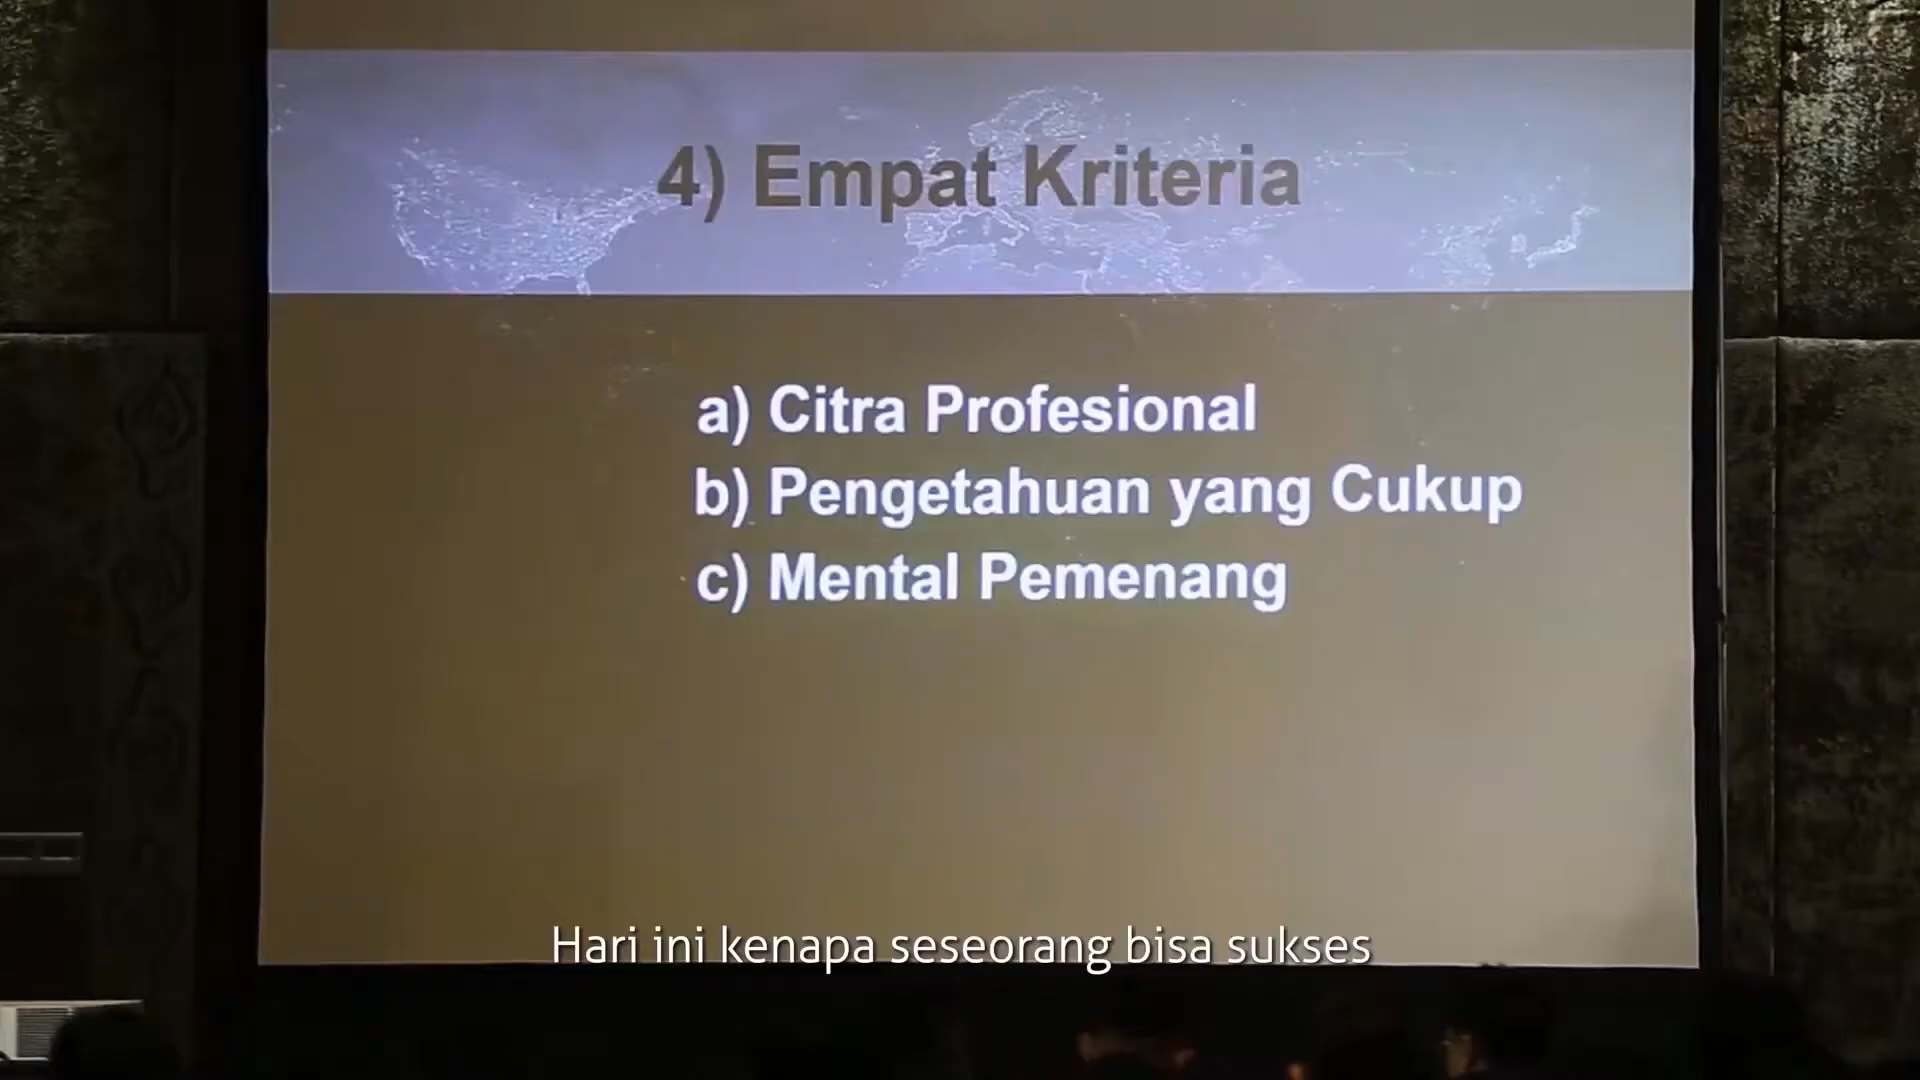 4) Empat Kriteria
a) Citra Profesional
b) Pengetahuan yang Cukup
c) Mental Pemenang
Hari ini kenapa seseorang bisa sukses